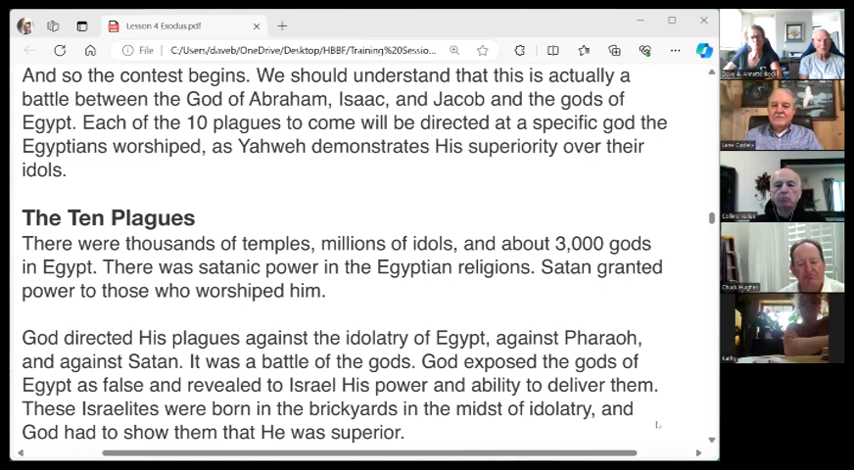 Lesson 4 Exodus.pdf
File
C:/Users/daveb/OneDrive/Desktop/HBBF/Training%20Sessio...
And so the contest begins. We should understand that this is actually a
battle between the God of Abraham, Isaac, and Jacob and the gods of
Egypt. Each of the 10 plagues to come will be directed at a specific god the
Egyptians worshiped, as Yahweh demonstrates His superiority over their
idols.
The Ten Plagues
There were thousands of temples, millions of idols, and about 3,000 gods
in Egypt. There was satanic power in the Egyptian religions. Satan granted
power to those who worshiped him.
God directed His plagues against the idolatry of Egypt, against Pharaoh,
and against Satan. It was a battle of the gods. God exposed the gods of
Egypt as false and revealed to Israel His power and ability to deliver them.
These Israelites were born in the brickyards in the midst of idolatry, and
God had to show them that He was superior.
Dave & Annette
Chuck Hughes
Kathy